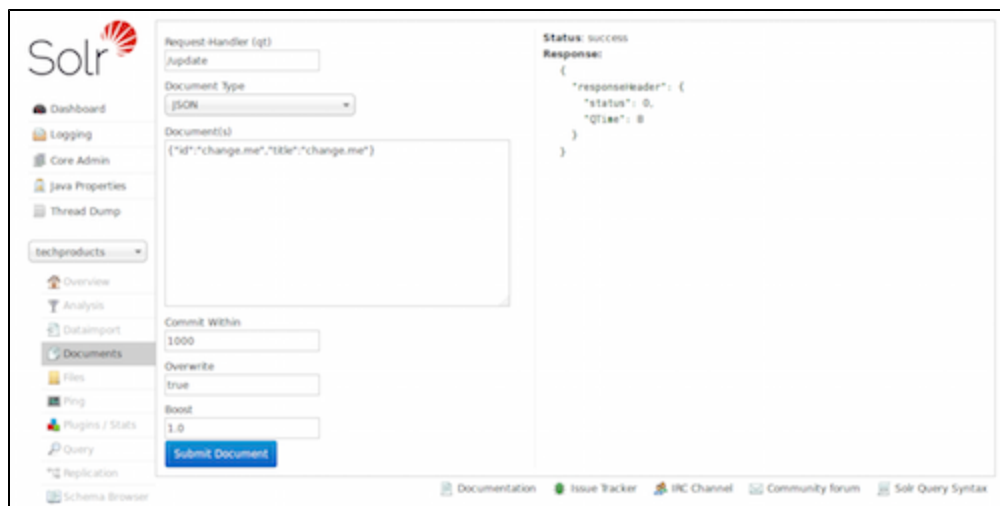 Solr
Dashboard
Logging
Core Admin
Java Properties
Thread Dump
techproducts
Overview
Analysis
Dataimport
Documents
Files
Ping
Plugins / Stats
Query
Replication
Schema Browser
Request-Handler (qt)
/update
Document Type
JSON
Document(s)
{"id":"change.me","title":"change.me"}
Commit Within
1000
Overwrite
true
Boost
1.0
Submit Document
Status: success
Response:
{
"responseHeader": {
"status": 0,
"QTime": 8
}
}
Documentation
Issue Tracker
IRC Channel
Community forum
Solr Query Syntax